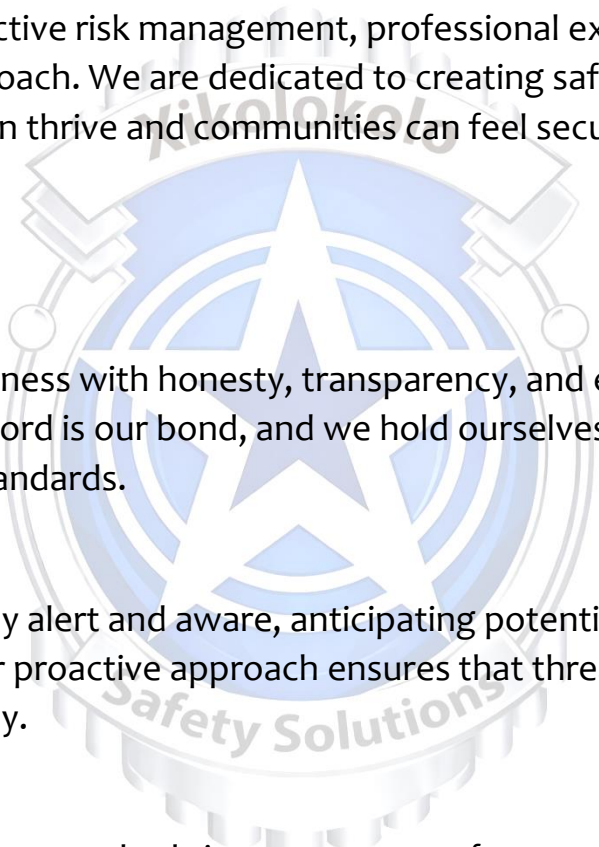 ctive risk management, professional ex
oach. We are dedicated to creating saf
Xikolokolo
n thrive and communities can feel secu
ness with honesty, transparency, and e
ord is our bond, and we hold ourselves
andards.
y alert and aware, anticipating potenti
r proactive approach ensures that thre
Safety Solutions
y.